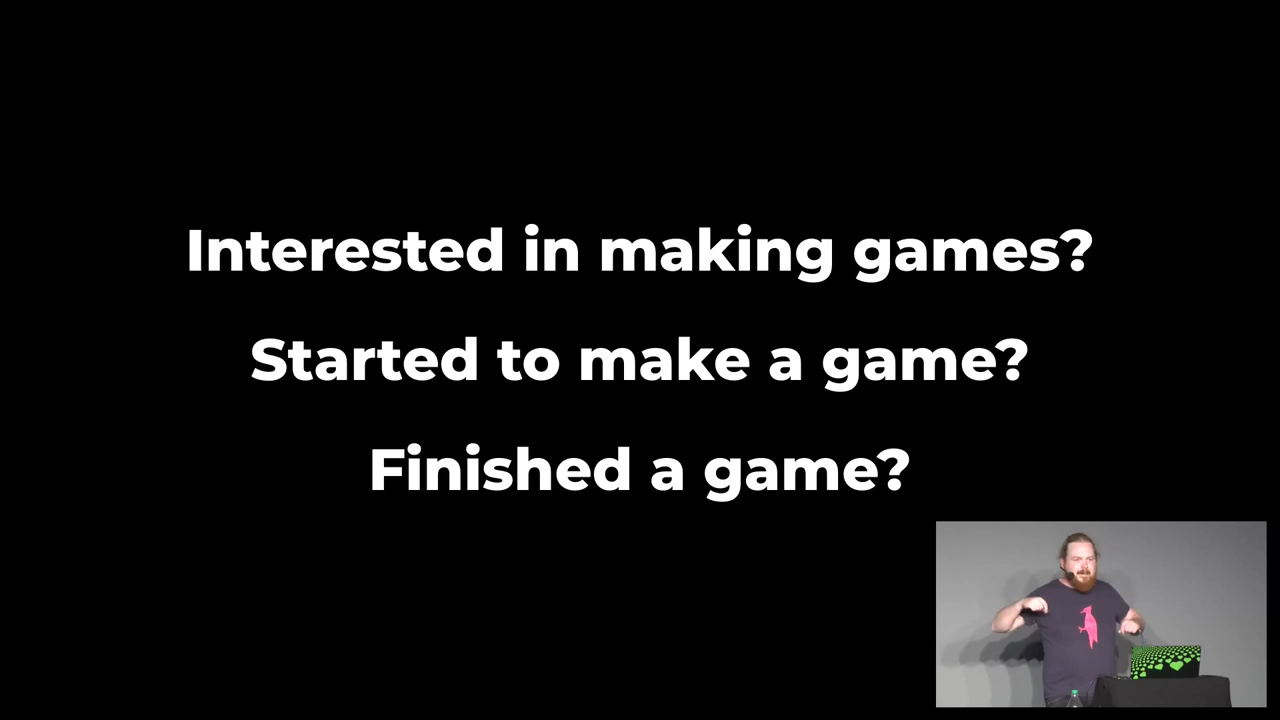 Interested in making games?
Started to make a game?
Finished a game?